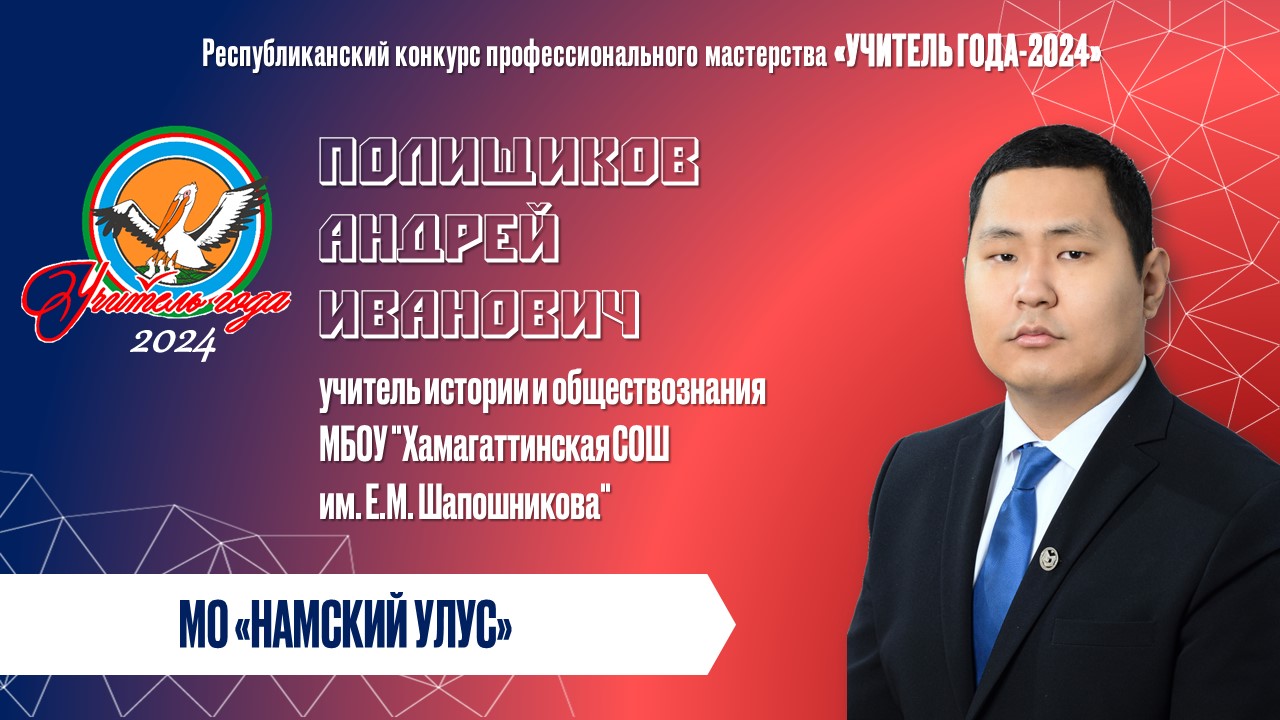 Республиканский конкурс профессионального мастерства «УЧИТЕЛЬ ГОДА-2024»
ПОЛИЩИКОВ
АНДРЕЙ
ИВАНОВИЧ
Учитель года
2024
учитель истории и обществознания
МБОУ "Хамагаттинская СОШ
им. Е.М. Шапошникова"
МО «НАМСКИЙ УЛУС»